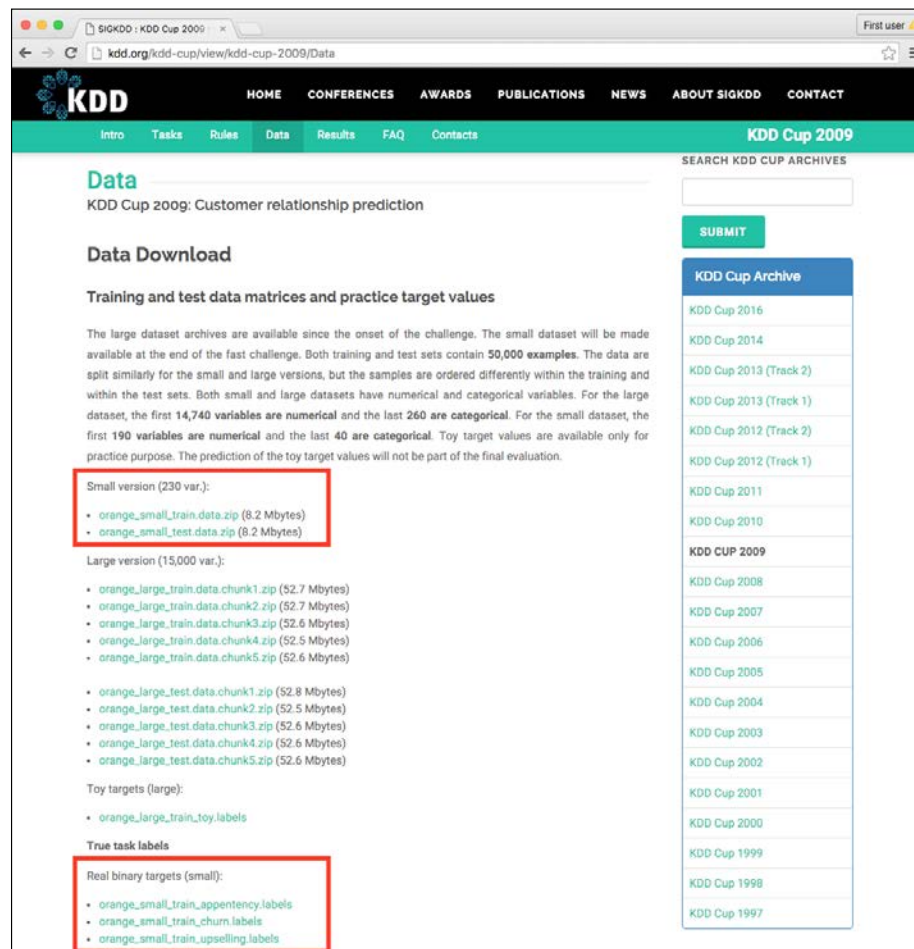 SIGKDD : KDD Cup 2009
First user
kdd.org/kdd-cup/view/kdd-cup-2009/Data
KDD
HOME CONFERENCES AWARDS PUBLICATIONS NEWS ABOUT SIGKDD CONTACT
Intro Tasks Rules Data Results FAQ Contacts KDD Cup 2009
Data
KDD Cup 2009: Customer relationship prediction
Data Download
Training and test data matrices and practice target values
The large dataset archives are available since the onset of the challenge. The small dataset will be made
available at the end of the fast challenge. Both training and test sets contain 50,000 examples. The data are
split similarly for the small and large versions, but the samples are ordered differently within the training and
within the test sets. Both small and large datasets have numerical and categorical variables. For the large
dataset, the first 14,740 variables are numerical and the last 260 are categorical. For the small dataset, the
first 190 variables are numerical and the last 40 are categorical. Toy target values are available only for
practice purpose. The prediction of the toy target values will not be part of the final evaluation.
Small version (230 var.):
• orange_small_train.data.zip (8.2 Mbytes)
• orange_small_test.data.zip (8.2 Mbytes)
Large version (15,000 var.):
• orange_large_train.data.chunk1.zip (52.7 Mbytes)
• orange_large_train.data.chunk2.zip (52.7 Mbytes)
• orange_large_train.data.chunk3.zip (52.6 Mbytes)
• orange_large_train.data.chunk4.zip (52.5 Mbytes)
• orange_large_train.data.chunk5.zip (52.6 Mbytes)
• orange_large_test.data.chunk1.zip (52.8 Mbytes)
• orange_large_test.data.chunk2.zip (52.5 Mbytes)
• orange_large_test.data.chunk3.zip (52.6 Mbytes)
• orange_large_test.data.chunk4.zip (52.6 Mbytes)
• orange_large_test.data.chunk5.zip (52.6 Mbytes)
Toy targets (large):
• orange_large_train_toy.labels
True task labels
Real binary targets (small):
• orange_small_train_appentency.labels
• orange_small_train_churn.labels
• orange_small_train_upselling.labels
SEARCH KDD CUP ARCHIVES
SUBMIT
KDD Cup Archive
KDD Cup 2016
KDD Cup 2014
KDD Cup 2013 (Track 2)
KDD Cup 2013 (Track 1)
KDD Cup 2012 (Track 2)
KDD Cup 2012 (Track 1)
KDD Cup 2011
KDD Cup 2010
KDD CUP 2009
KDD Cup 2008
KDD Cup 2007
KDD Cup 2006
KDD Cup 2005
KDD Cup 2004
KDD Cup 2003
KDD Cup 2002
KDD Cup 2001
KDD Cup 2000
KDD Cup 1999
KDD Cup 1998
KDD Cup 1997